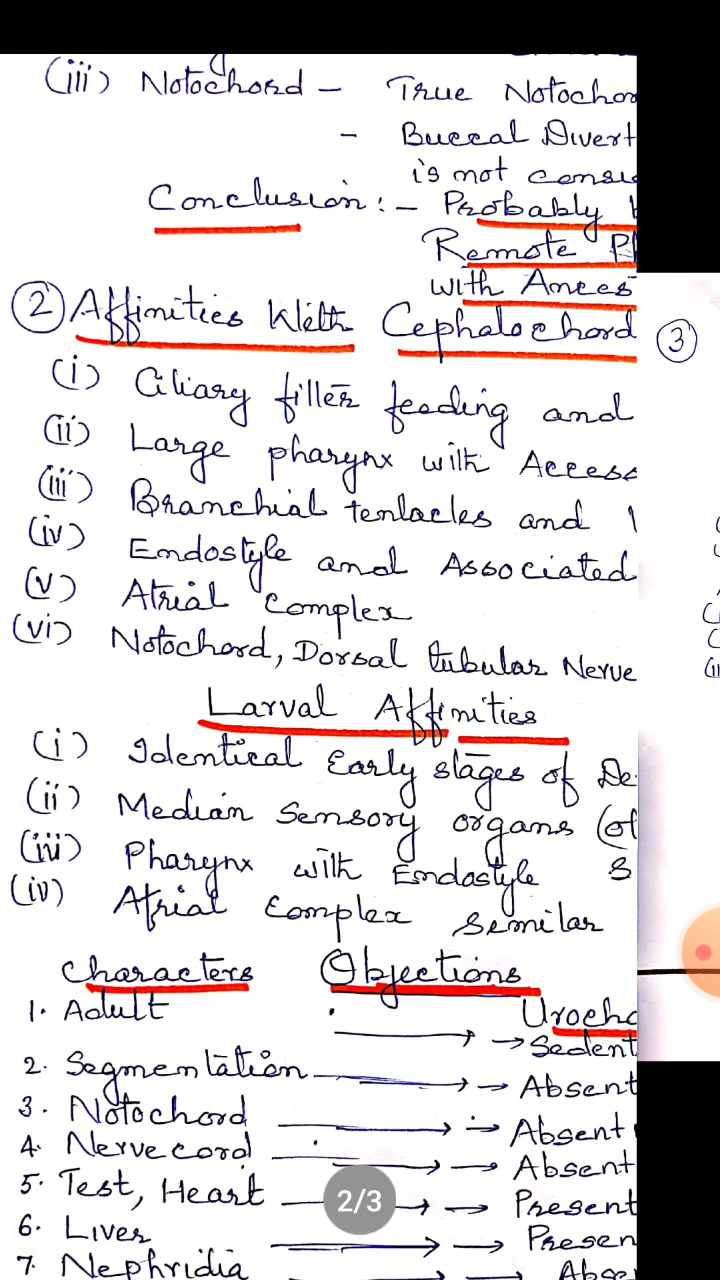 (iii) Notochord - True Notochor
- Buccal Divert
is not consi
Conclusion :- Probably
Remote Ph
with Ances
② Affinities With Cephalochord
③
(i) Ciliary filter feeding and
(ii) Large pharynx with Access
(iii) Branchial tentacles and
(iv) Endostyle and Associated
(v) Atrial Complex
(vi) Notochord, Dorsal tubular Nerve
Larval Affinities
(i) Identical Early stages of De
(ii) Median Sensory organs (ot
(iii) Pharynx with Endostyle S
(iv) Atrial Complex similar
Characters Objections
Urocho
1. Adult → Sedent
2. Segmentation → Absent
3. Notochord → Absent
4. Nerve cord → Absent
5. Test, Heart → Present
6. Liver → Presen
7. Nephridia → Abse
2/3